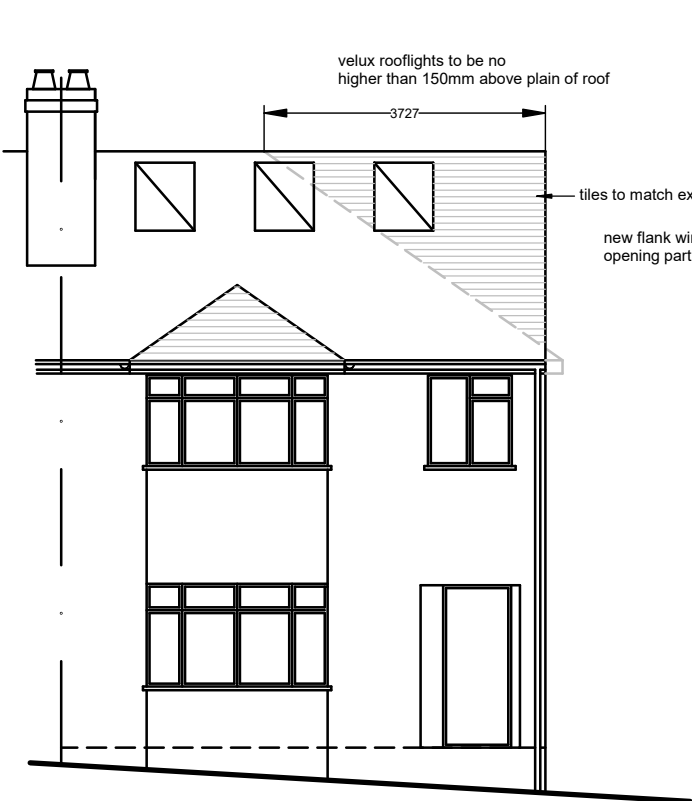 velux rooflights to be no
higher than 150mm above plain of roof
3727
tiles to match ex
new flank
opening part